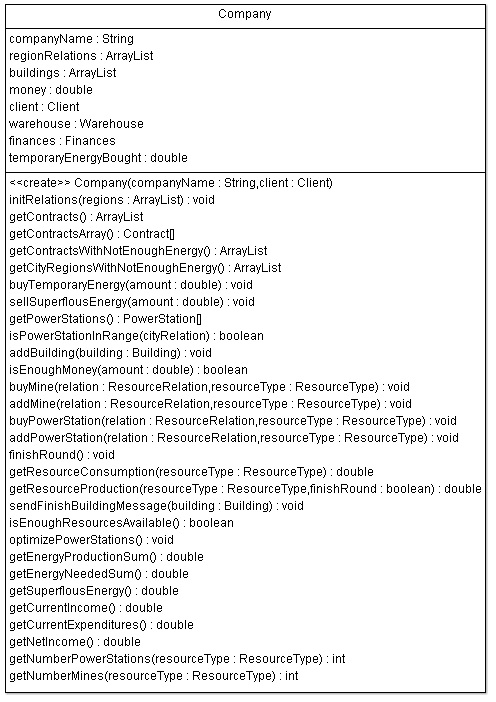 Company
companyName : String
regionRelations : ArrayList
buildings : ArrayList
money : double
client : Client
warehouse : Warehouse
finances : Finances
temporaryEnergyBought : double
<<create>> Company(companyName : String,client : Client)
initRelations(regions : ArrayList) : void
getContracts() : ArrayList
getContractsArray() : Contract[]
getContractsWithNotEnoughEnergy() : ArrayList
getCityRegionsWithNotEnoughEnergy() : ArrayList
buyTemporaryEnergy(amount : double) : void
sellSuperflousEnergy(amount : double) : void
getPowerStations() : PowerStation[]
isPowerStationInRange(cityRelation) : boolean
addBuilding(building : Building) : void
isEnoughMoney(amount : double) : boolean
buyMine(relation : ResourceRelation,resourceType : ResourceType) : void
addMine(relation : ResourceRelation,resourceType : ResourceType) : void
buyPowerStation(relation : ResourceRelation,resourceType : ResourceType) : void
addPowerStation(relation : ResourceRelation,resourceType : ResourceType) : void
finishRound() : void
getResourceConsumption(resourceType : ResourceType) : double
getResourceProduction(resourceType : ResourceType,finishRound : boolean) : double
sendFinishBuildingMessage(building : Building) : void
isEnoughResourcesAvailable() : boolean
optimizePowerStations() : void
getEnergyProductionSum() : double
getEnergyNeededSum() : double
getSuperflousEnergy() : double
getCurrentIncome() : double
getCurrentExpenditures() : double
getNetIncome() : double
getNumberPowerStations(resourceType : ResourceType) : int
getNumberMines(resourceType : ResourceType) : int